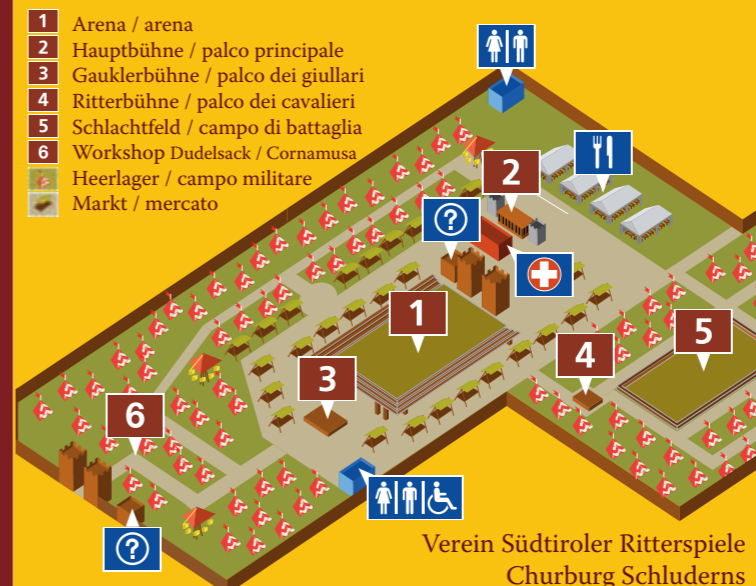 1 Arena / arena
2 Hauptbühne / palco principale
3 Gauklerbühne / palco dei giullari
4 Ritterbühne / palco dei cavalieri
5 Schlachtfeld / campo di battaglia
6 Workshop Dudelsack / Cornamusa
Heerlager / campo militare
Markt / mercato
2
?
1
5
4
3
6
?
Verein Südtiroler Ritterspiele
Churburg Schluderns